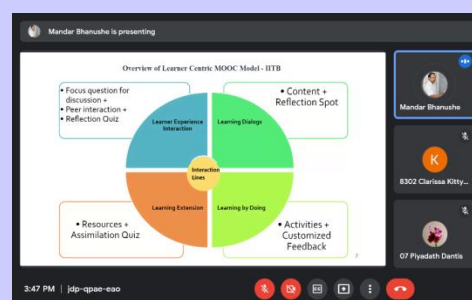 Mandar Bhanushe is presenting
Overview of Learner Centric MOOC Model - IITB
• Focus question for
discussion +
• Peer interaction +
• Reflection Quiz
• Content +
Reflection Spot
Learner Experience
Interaction
Learning Dialogs
Interaction
Lines
Learning Extension
Learning by Doing
• Resources +
Assimilation Quiz
• Activities +
Customized
Feedback
7
Mandar Bhanushe
K
8302 Clarissa Kitty...
07 Piyadath Dantis
3:47 PM | jdp-qpae-eao